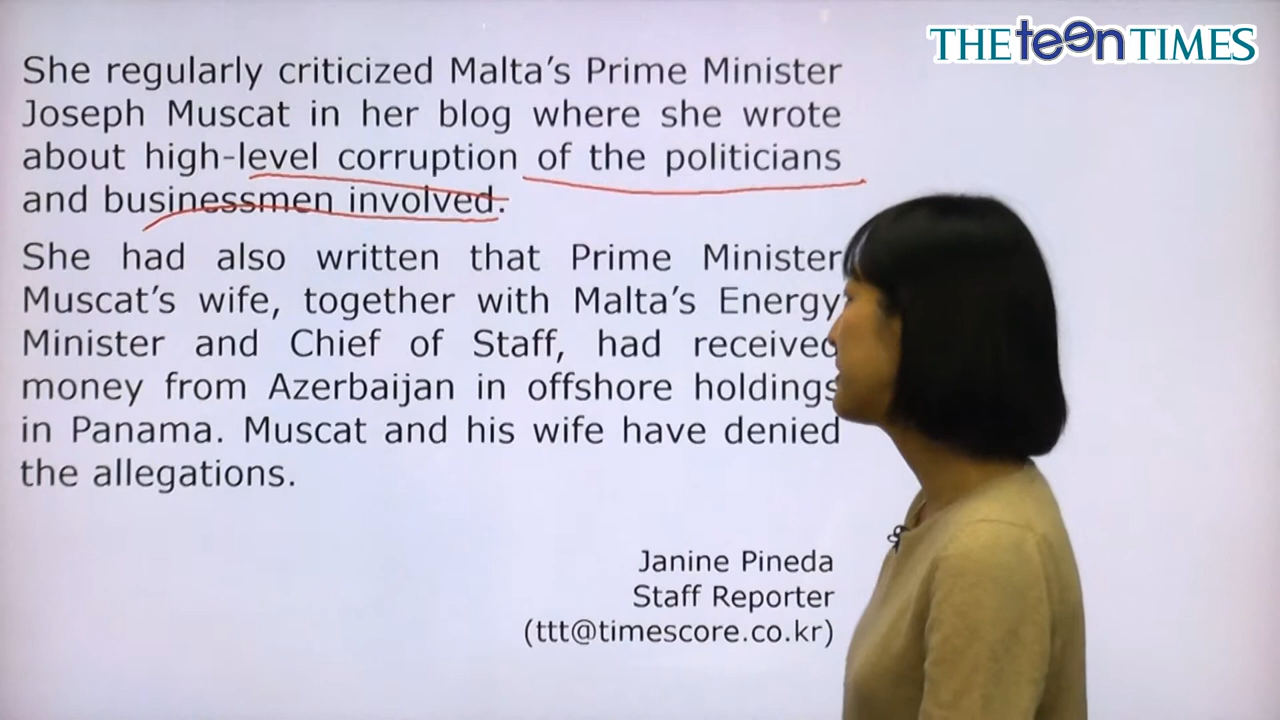 THE teen TIMES
She regularly criticized Malta's Prime Minister
Joseph Muscat in her blog where she wrote
about high-level corruption of the politicians
and businessmen involved.
She had also written that Prime Minister
Muscat's wife, together with Malta's Energy
Minister and Chief of Staff, had received
money from Azerbaijan in offshore holdings
in Panama. Muscat and his wife have denied
the allegations.
Janine Pineda
Staff Reporter
(ttt@timescore.co.kr)